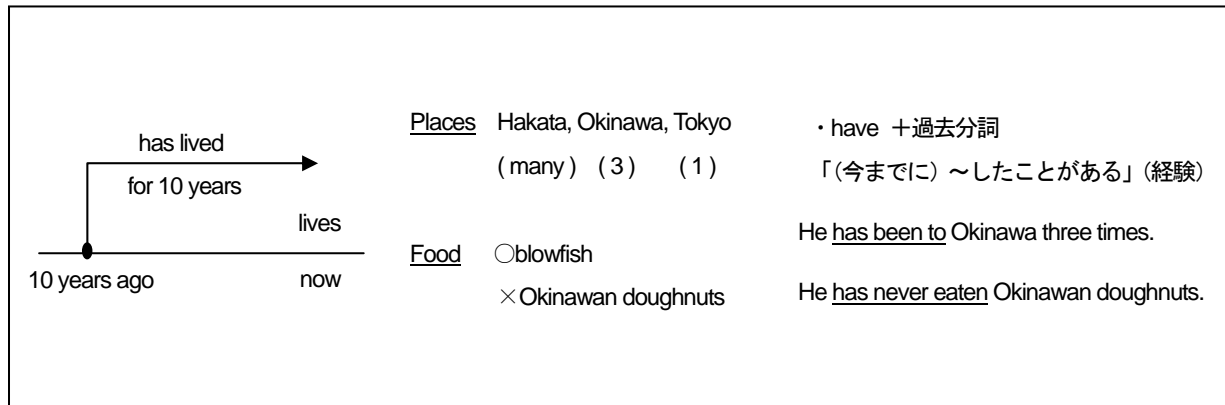 has lived
for 10 years
lives
10 years ago
now
Places Hakata, Okinawa, Tokyo
(many) (3) (1)
Food ○blowfish
×Okinawan doughnuts
・have ＋過去分詞
「（今までに）～したことがある」（経験）
He has been to Okinawa three times.
He has never eaten Okinawan doughnuts.